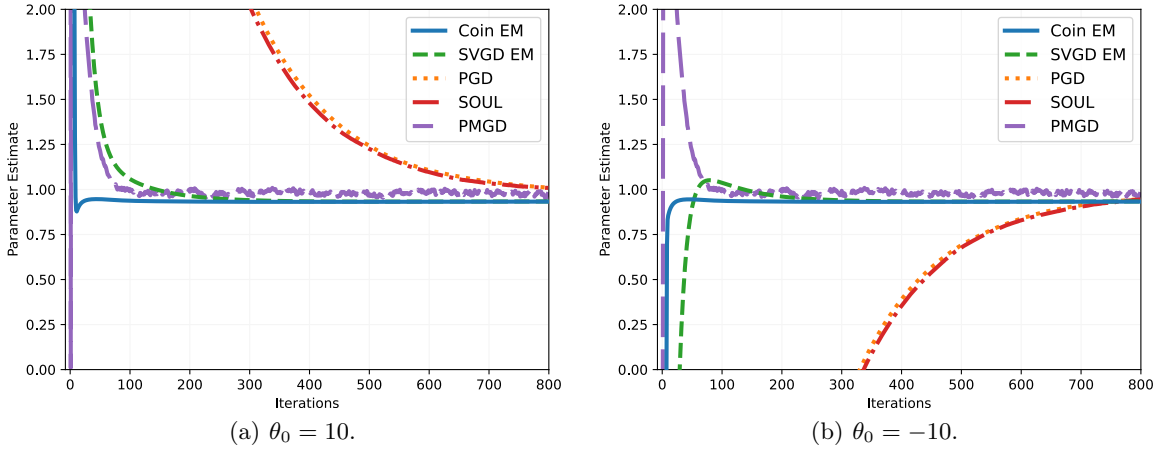 2.00
1.75
1.50
1.25
1.00
0.75
0.50
0.25
0.00
Parameter Estimate
0 100 200 300 400 500 600 700 800
Iterations
Coin EM
SVGD EM
PGD
SOUL
PMGD
(a) θ₀ = 10.
2.00
1.75
1.50
1.25
1.00
0.75
0.50
0.25
0.00
Parameter Estimate
0 100 200 300 400 500 600 700 800
Iterations
Coin EM
SVGD EM
PGD
SOUL
PMGD
(b) θ₀ = −10.